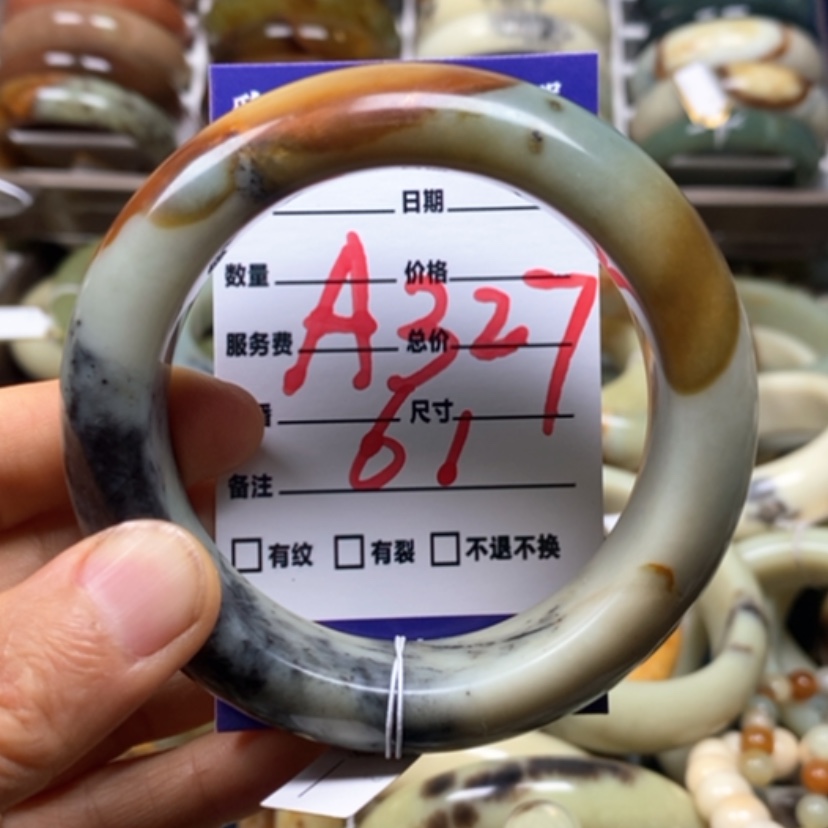 日期
数量 价格
A327
服务费 总价
尺寸
61
备注
□有纹 □有裂 □不退不换